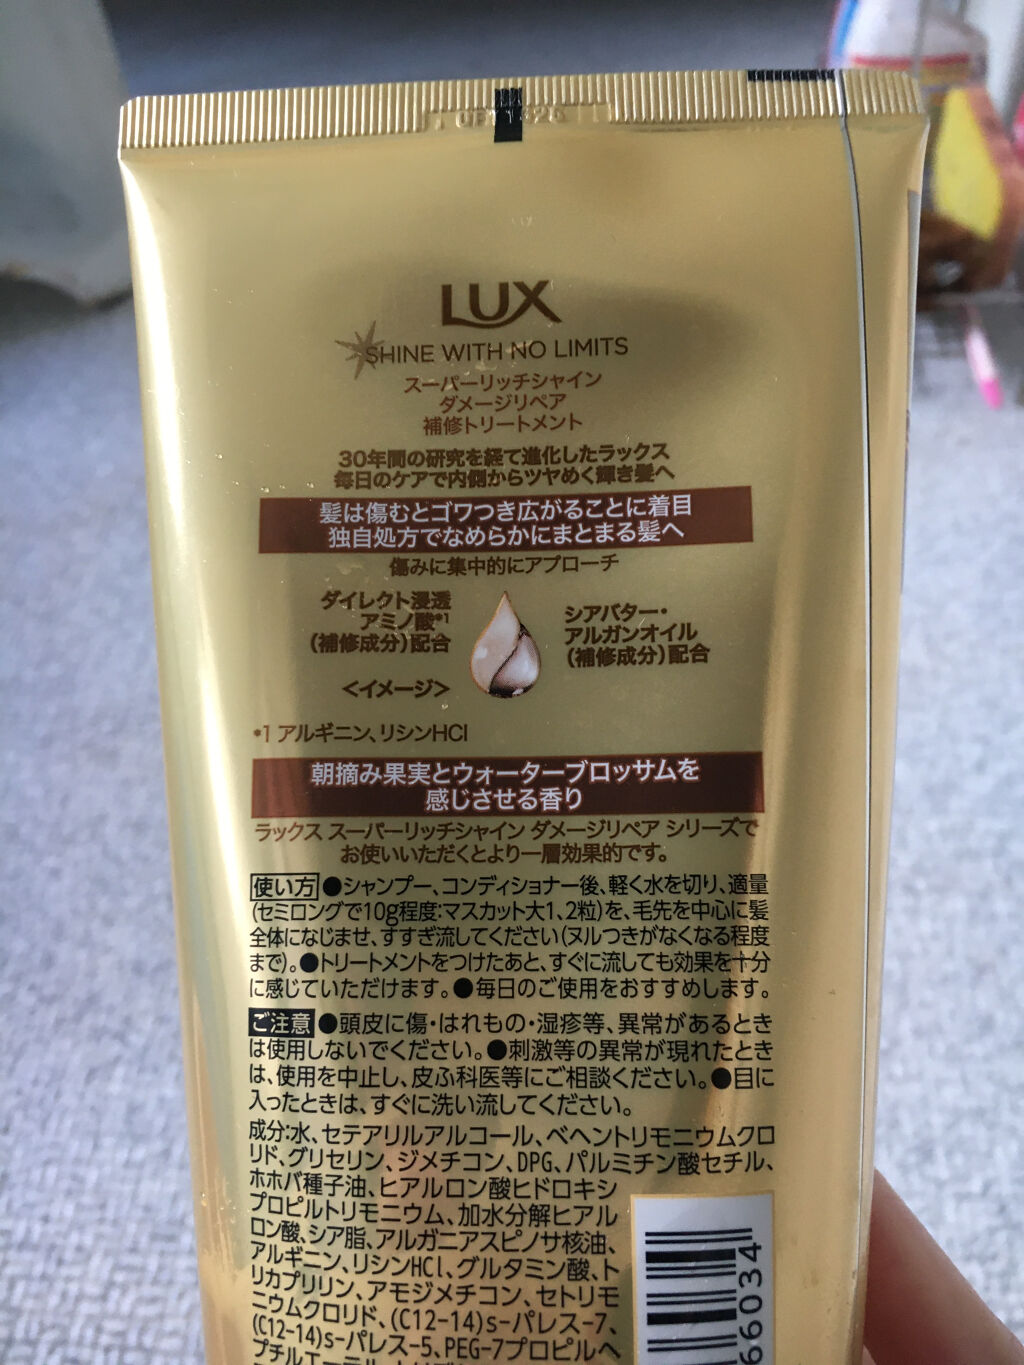 LUX
SHINE WITH NO LIMITS
スーパーリッチシャイン
ダメージリペア
補修トリートメント
30年間の研究を経て進化したラックス
毎日のケアで内側からツヤめく輝き髪へ
髪は傷むとゴワつき広がることに着目
独自処方でなめらかにまとまる髪へ
傷みに集中的にアプローチ
ダイレクト浸透
アミノ酸*1
(補修成分)配合
シアバター・
アルガンオイル
(補修成分)配合
<イメージ>
*1 アルギニン、リシンHCl
朝摘み果実とウォーターブロッサムを
感じさせる香り
ラックス スーパーリッチシャイン ダメージリペア シリーズで
お使いいただくとより一層効果的です。
使い方 ●シャンプー、コンディショナー後、軽く水を切り、適量
(セミロングで10g程度:マスカット大1、2粒)を、毛先を中心に髪
全体になじませ、すすぎ流してください(ヌルつきがなくなる程度
まで)。●トリートメントをつけたあと、すぐに流しても効果を十分
に感じていただけます。●毎日のご使用をおすすめします。
ご注意 ●頭皮に傷・はれもの・湿疹等、異常があるとき
は使用しないでください。●刺激等の異常が現れたとき
は、使用を中止し、皮ふ科医等にご相談ください。●目に
入ったときは、すぐに洗い流してください。
成分:水、セテアリルアルコール、ベヘントリモニウムクロ
リド、グリセリン、ジメチコン、DPG、パルミチン酸セチル、
ホホバ種子油、ヒアルロン酸ヒドロキシ
プロピルトリモニウム、加水分解ヒアル
ロン酸、シア脂、アルガニアスピノサ核油、
アルギニン、リシンHCl、グルタミン酸、ト
リカプリリン、アモジメチコン、セトリモ
ニウムクロリド、(C12-14)s-パレス-7、
(C12-14)s-パレス-5、PEG-7プロピルヘ
プチルエーテル
66034